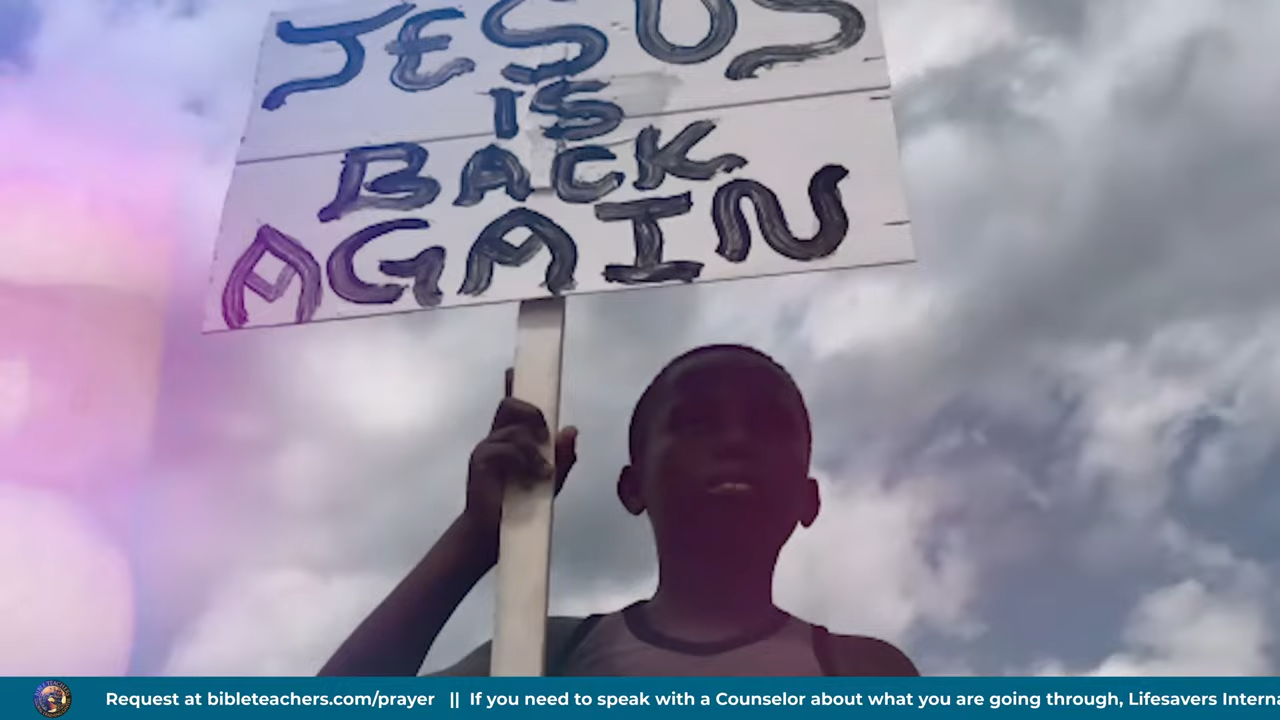 JESUS
IS
BACK
AGAIN
Request at bibleteachers.com/prayer || If you need to speak with a Counselor about what you are going through, Lifesavers Interna